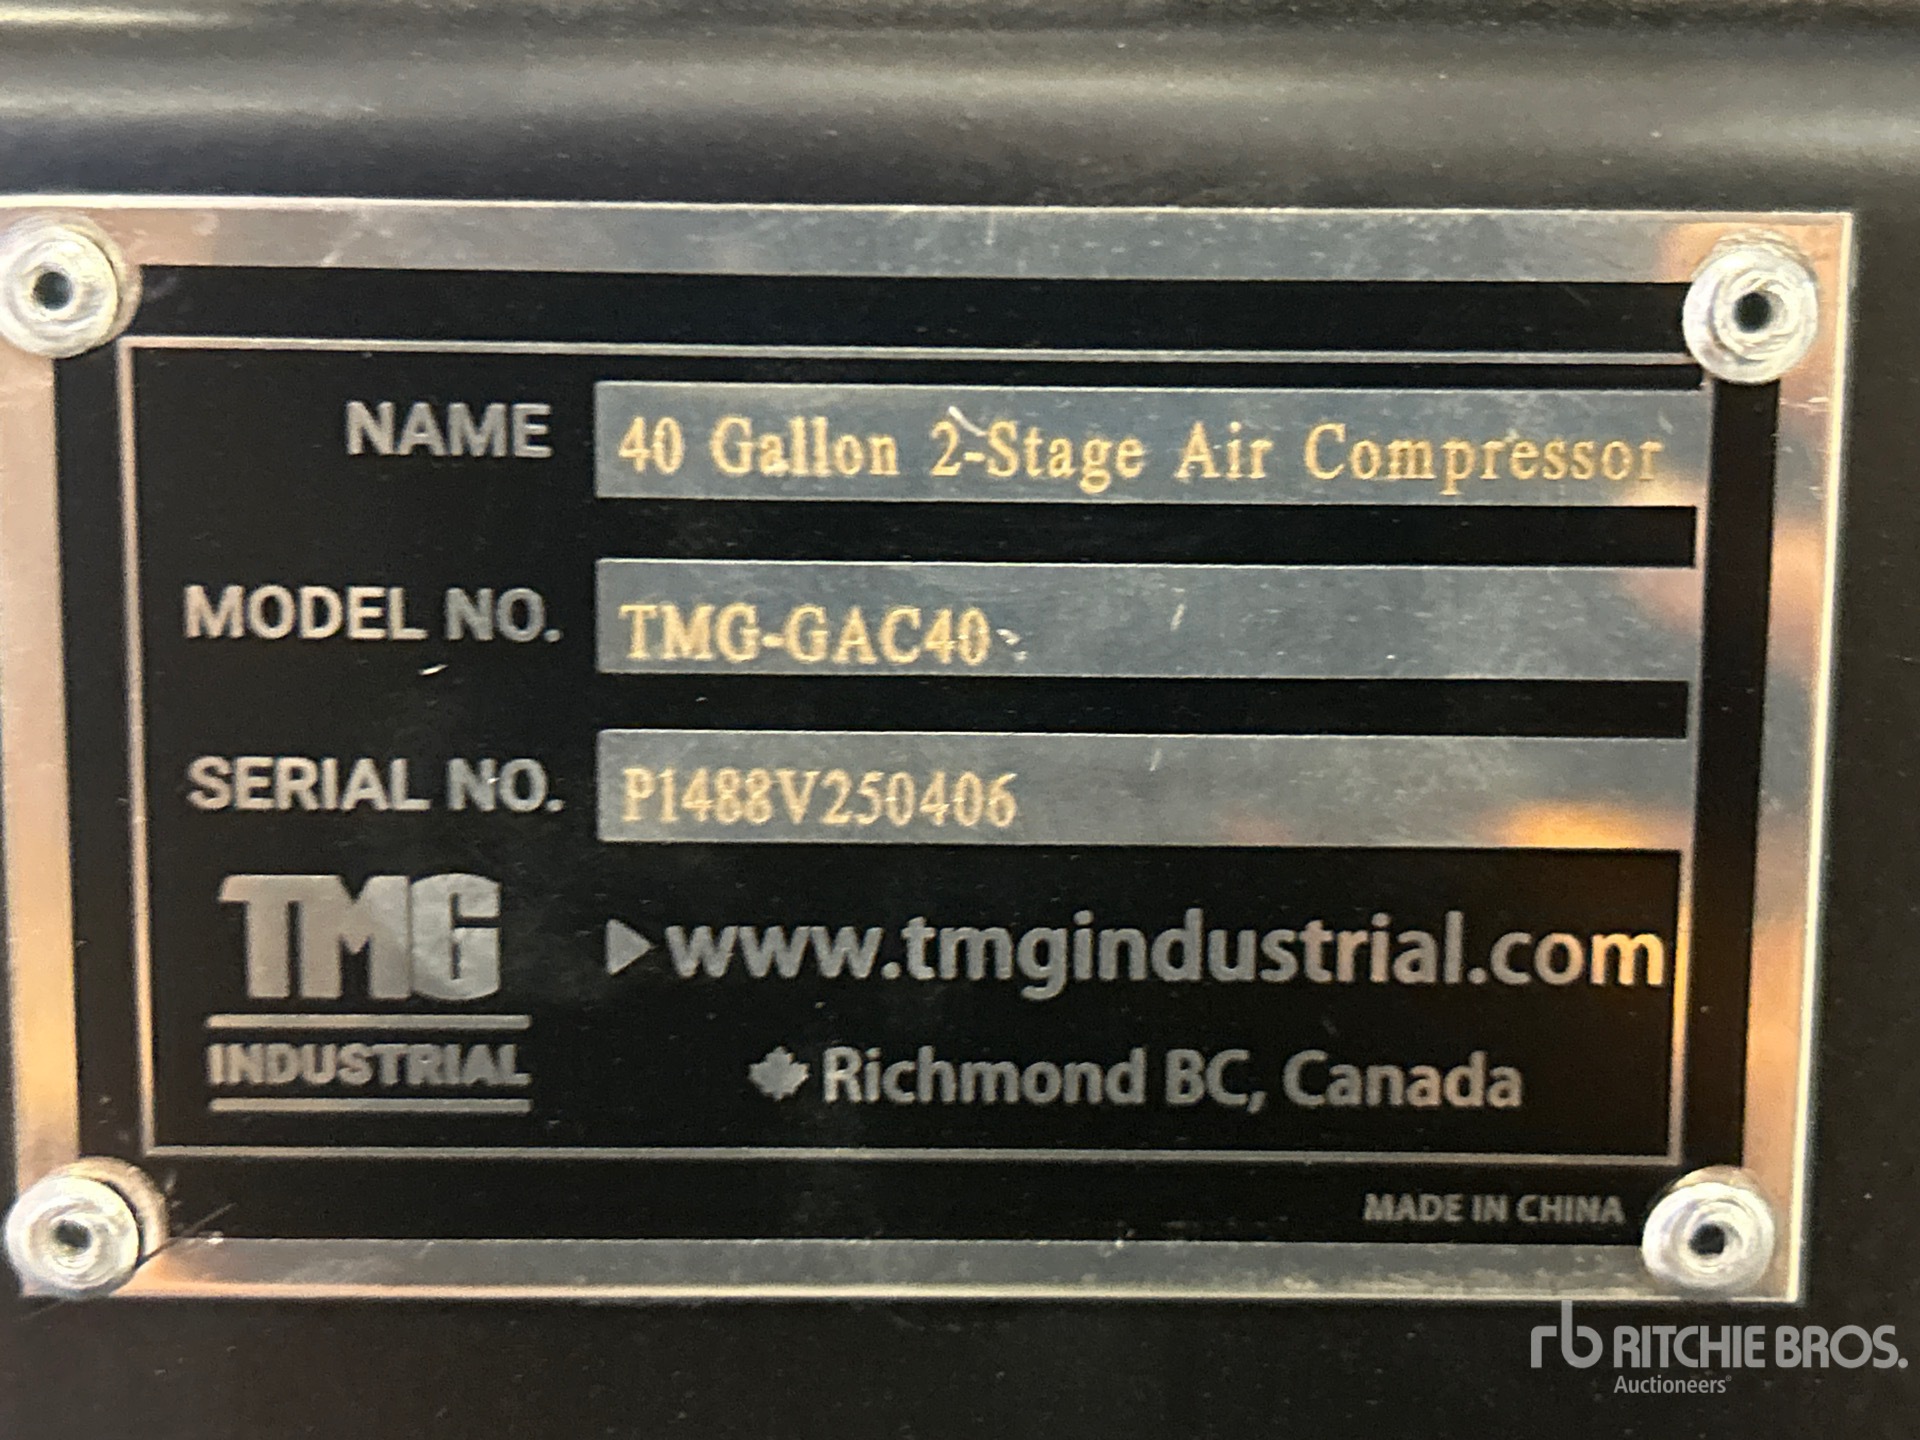 NAME 40 Gallon 2-Stage Air Compressor
MODEL NO. TMG-GAC40
SERIAL NO. P1488V250406
TMG
INDUSTRIAL
www.tmgindustrial.com
Richmond BC, Canada
MADE IN CHINA
rb RITCHIE BROS.
Auctioneers